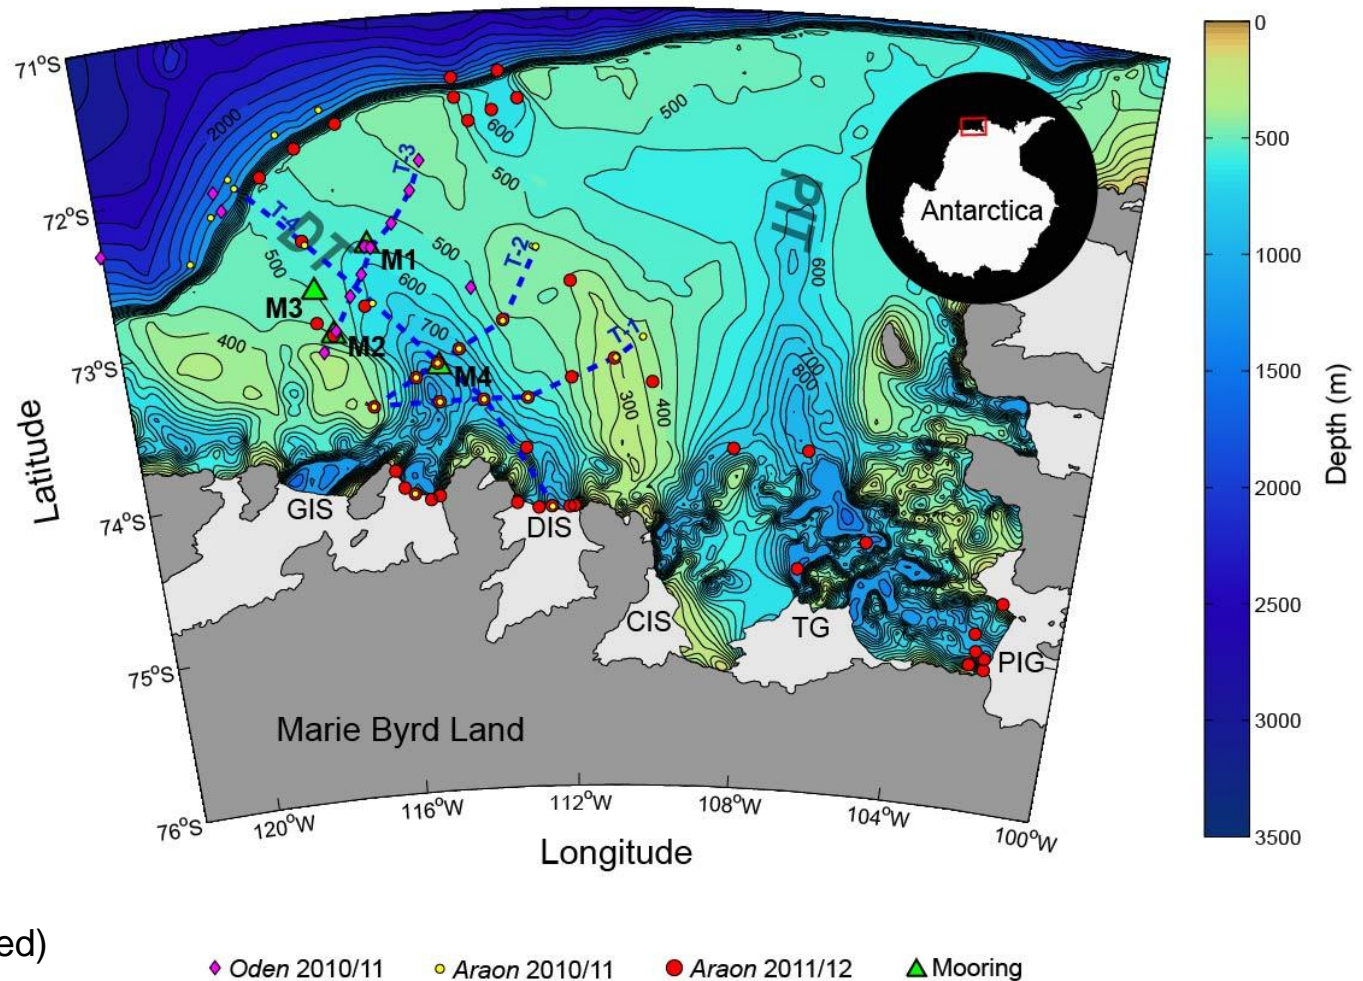 71°S
72°S
73°S
74°S
75°S
76°S
Latitude
120°W
116°W
112°W
108°W
104°W
100°W
Longitude
2000
500
600
500
500
500
600
700
400
300
400
600
700
800
T-3
T-4
T-2
T-1
DT
PIT
M1
M3
M2
M4
GIS
DIS
CIS
TG
PIG
Marie Byrd Land
Antarctica
0
500
1000
1500
2000
2500
3000
3500
Depth (m)
ed)
Oden 2010/11
Araon 2010/11
Araon 2011/12
Mooring